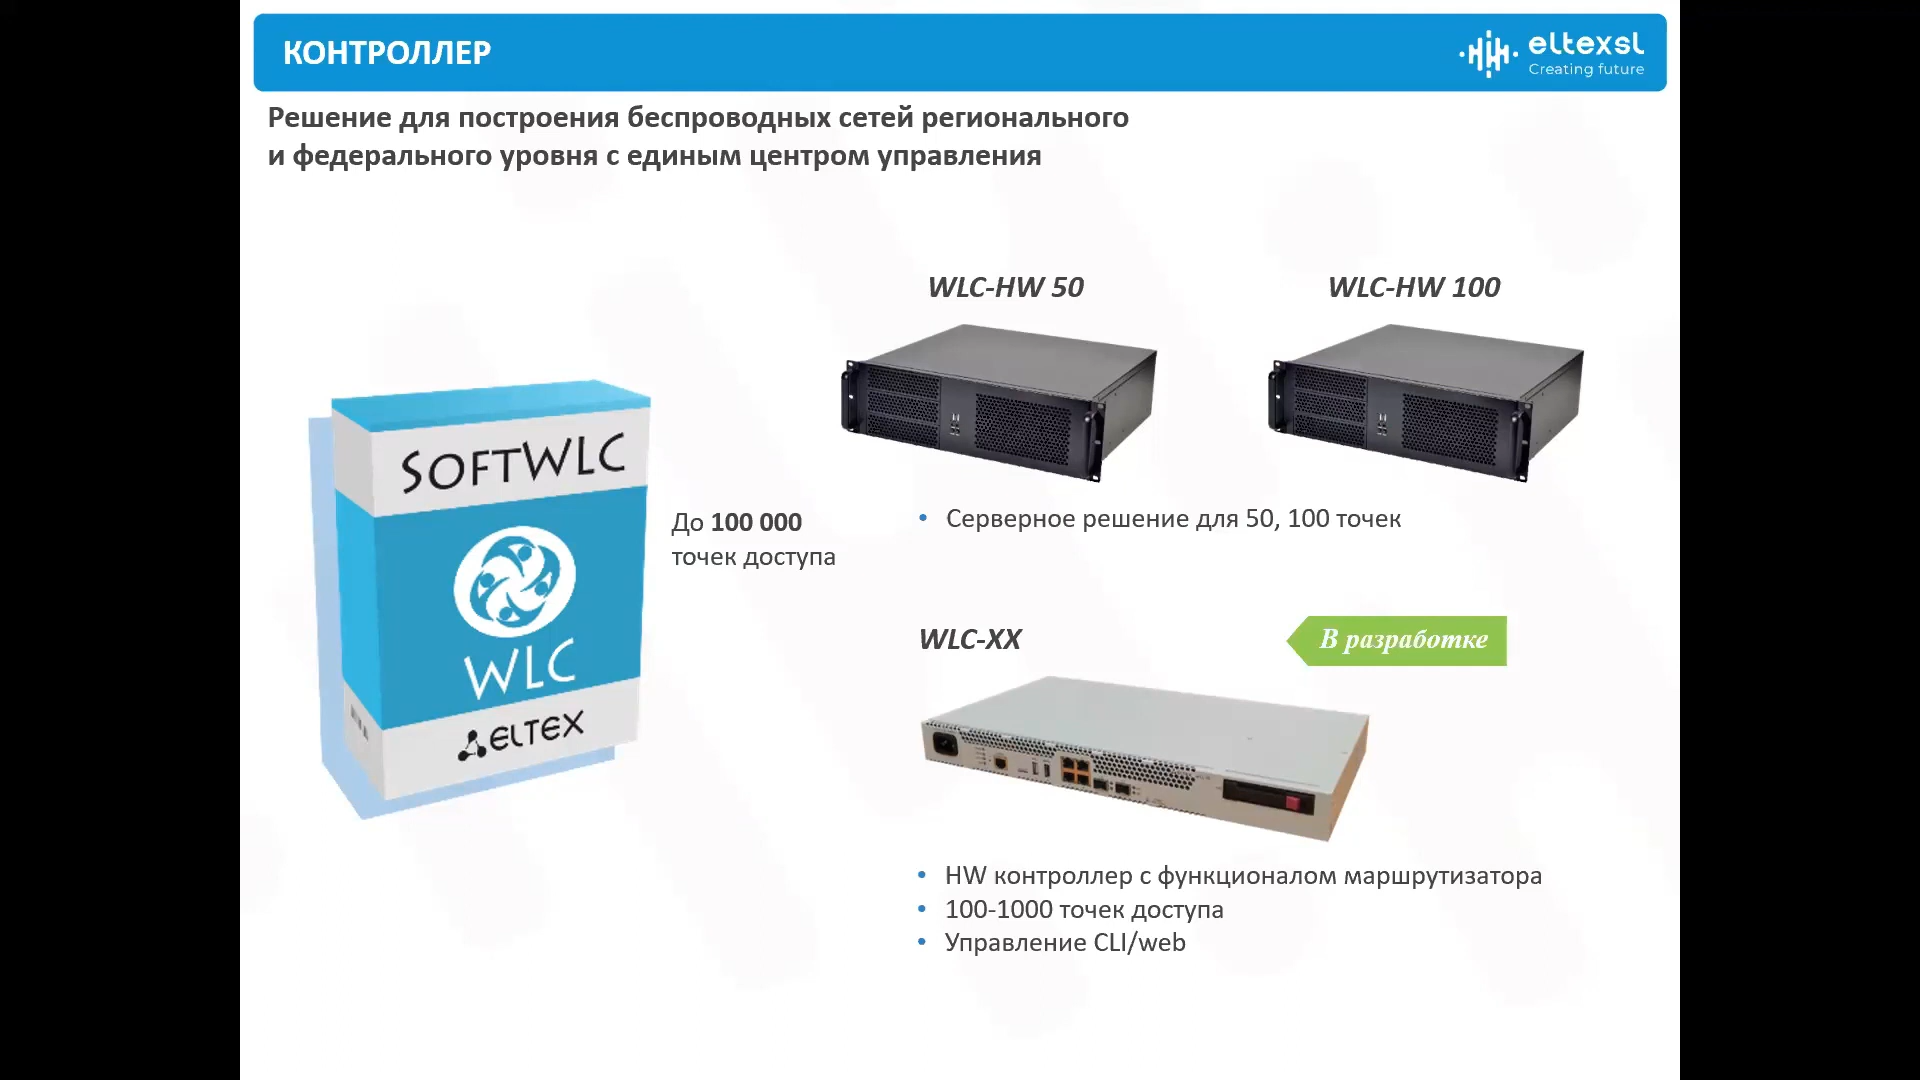 КОНТРОЛЛЕР
eltexsl
Creating future
Решение для построения беспроводных сетей регионального
и федерального уровня с единым центром управления
WLC-HW 50
WLC-HW 100
SOFTWLC
WLC
ELTEX
До 100 000
точек доступа
• Серверное решение для 50, 100 точек
WLC-XX
В разработке
• HW контроллер с функционалом маршрутизатора
• 100-1000 точек доступа
• Управление CLI/web